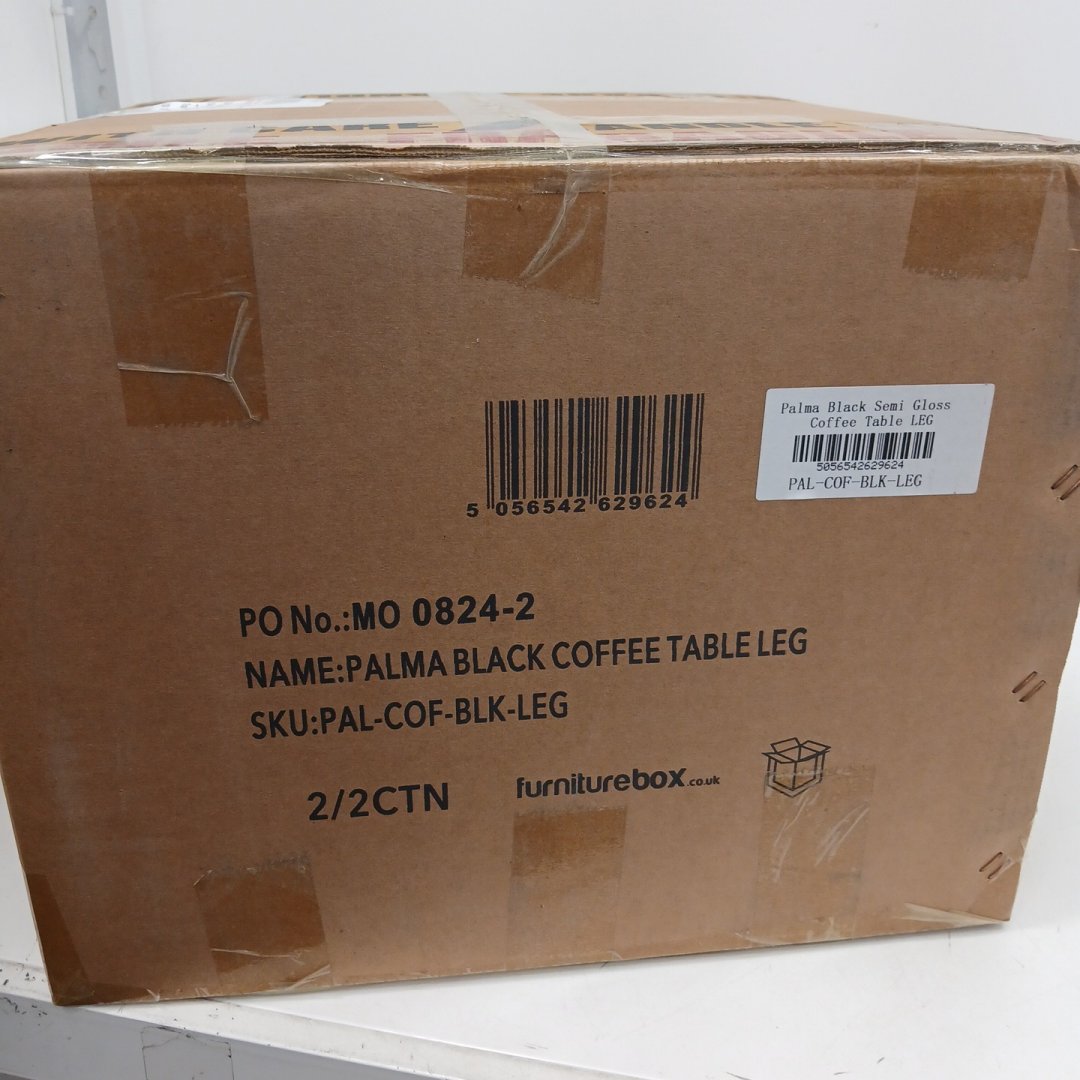 CARE
Palma Black Semi Gloss
Coffee Table LEG
5056542629624
PAL-COF-BLK-LEG
5 056542 629624
PO No.:MO 0824-2
NAME:PALMA BLACK COFFEE TABLE LEG
SKU:PAL-COF-BLK-LEG
2/2CTN
furniturebox.co.uk